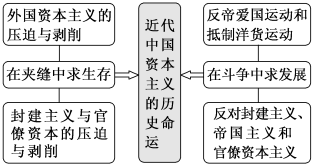 外国资本主义的
压迫与剥削
在夹缝中求生存
封建主义与官
僚资本的压迫
与剥削
近代
中国
资本
主义
的历
史命
运
反帝爱国运动和
抵制洋货运动
在斗争中求发展
反对封建主义、
帝国主义和
官僚资本主义